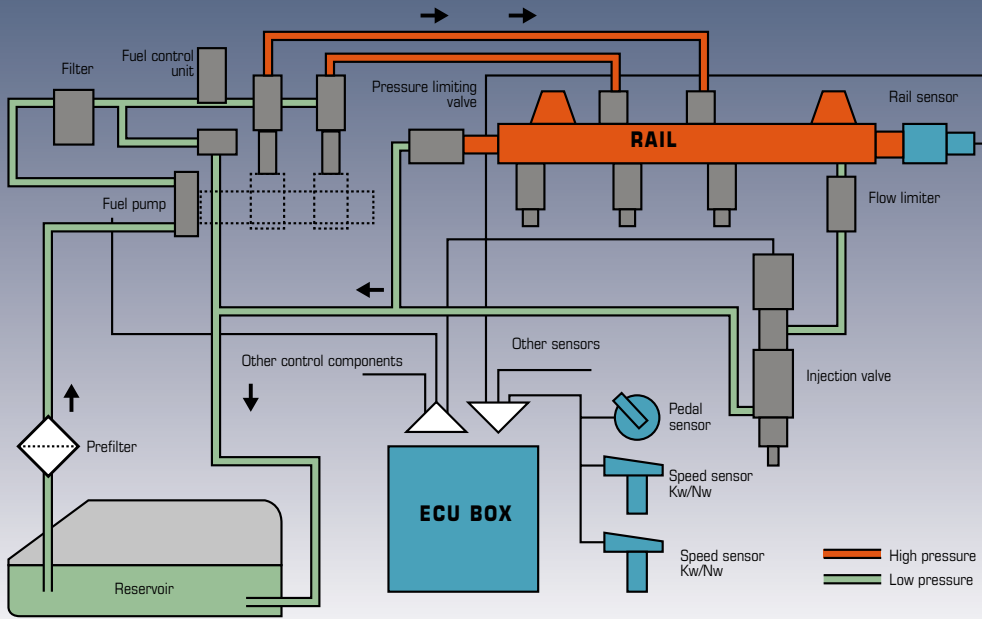 Filter
Fuel control
unit
Pressure limiting
valve
Rail sensor
RAIL
Fuel pump
Flow limiter
Other control components
Other sensors
Injection valve
Pedal
sensor
Prefilter
Speed sensor
Kw/Nw
ECU BOX
Speed sensor
Kw/Nw
High pressure
Low pressure
Reservoir